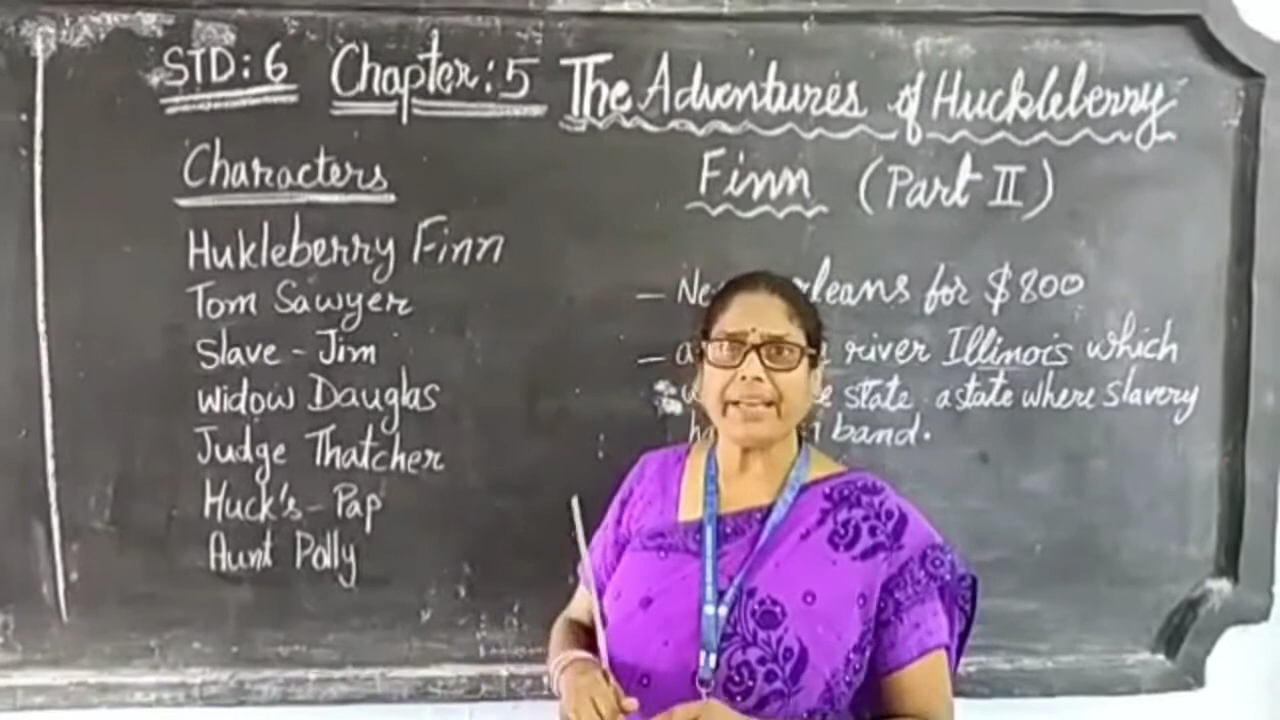 STD: 6 Chapter: 5 The Adventures of Huckleberry
Finn (Part II)
Characters
Hukleberry Finn
Tom Sawyer
Slave - Jim
Widow Dauglas
Judge Thatcher
Huck's - Pap
Aunt Polly
- for $800
- river Illinois which
state a state where slavery
band.